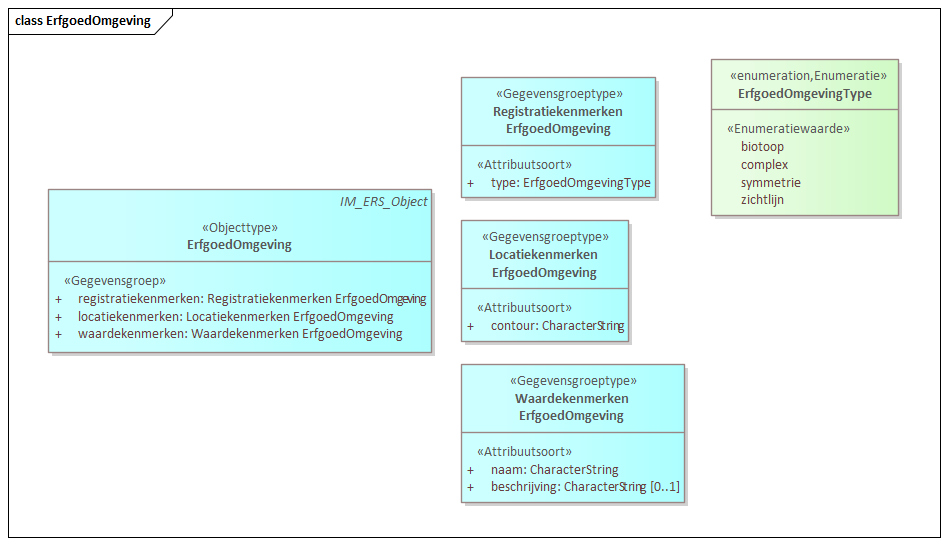 class ErfgoedOmgeving
IM_ERS_Object
«Objecttype»
ErfgoedOmgeving
«Gegevensgroep»
+ registratiekenmerken: Registratiekenmerken ErfgoedOmgeving
+ locatiekenmerken: Locatiekenmerken ErfgoedOmgeving
+ waardekenmerken: Waardekenmerken ErfgoedOmgeving
«Gegevensgroeptype»
Registratiekenmerken
ErfgoedOmgeving
«Attribuutsoort»
+ type: ErfgoedOmgevingType
«Gegevensgroeptype»
Locatiekenmerken
ErfgoedOmgeving
«Attribuutsoort»
+ contour: CharacterString
«Gegevensgroeptype»
Waardekenmerken
ErfgoedOmgeving
«Attribuutsoort»
+ naam: CharacterString
+ beschrijving: CharacterString [0..1]
«enumeration,Enumeratie»
ErfgoedOmgevingType
«Enumeratiewaarde»
biotoop
complex
symmetrie
zichtlijn